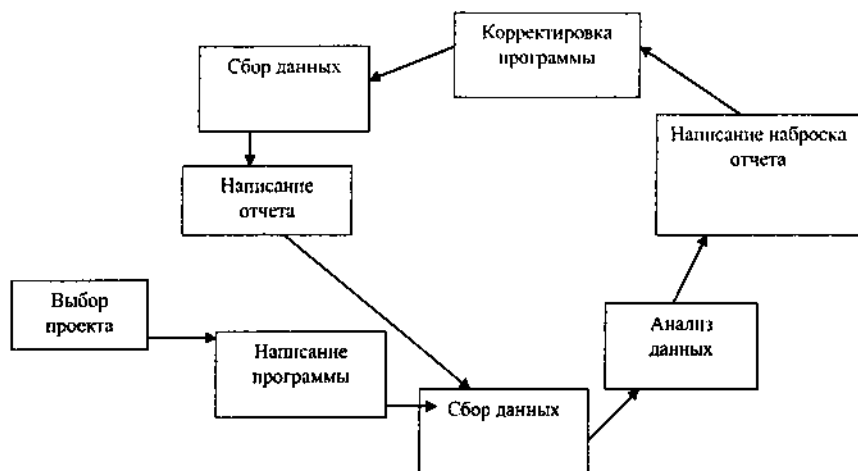 Корректировка
программы
Сбор данных
Написание наброска
отчета
Написание
отчета
Выбор
проекта
Анализ
данных
Написание
программы
Сбор данных